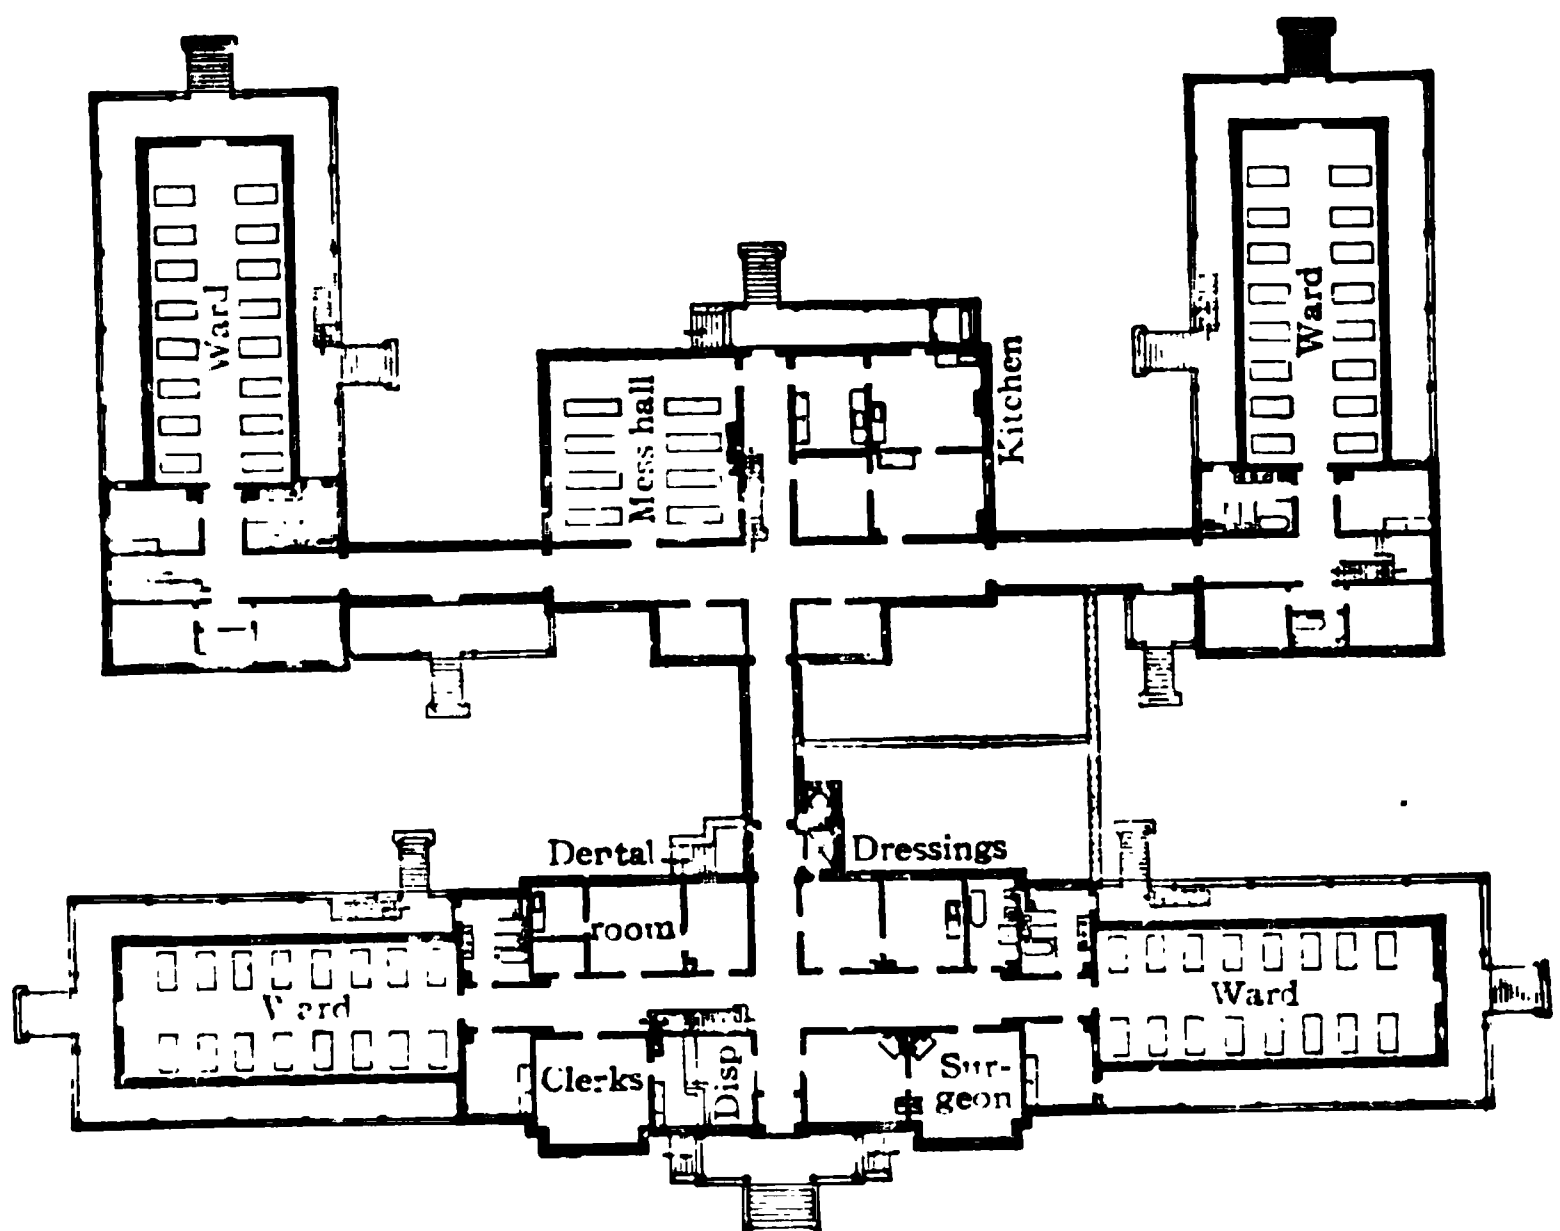 Ward
Ward
Mess hall
Kitchen
Dental
room
Dressings
Ward
Ward
Clerks
Disp
Sur-
geon